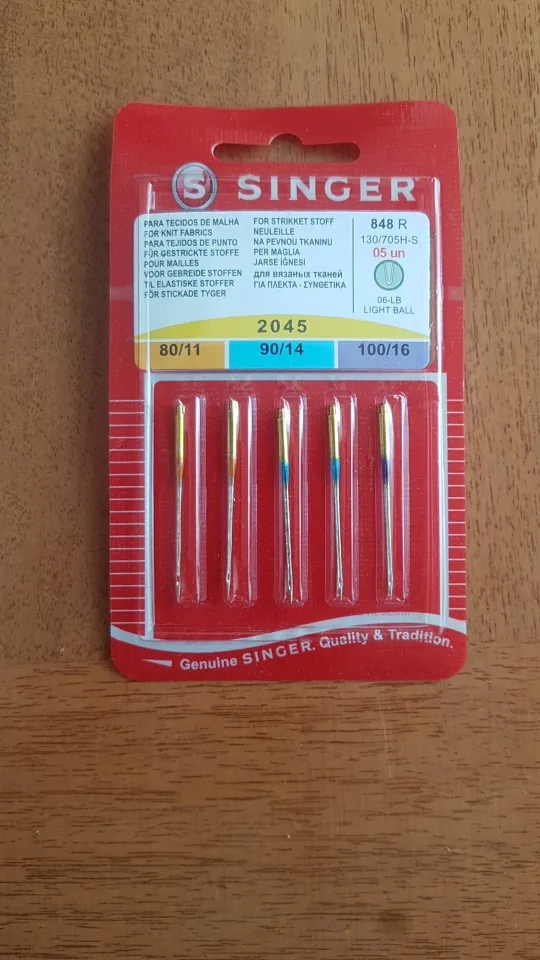 S SINGER
PARA TECIDOS DE MALHA
FOR KNIT FABRICS
PARA TEJIDOS DE PUNTO
FÜR GESTRICKTE STOFFE
POUR MAILLES
VOOR GEBREIDE STOFFEN
TIL ELASTISKE STOFFER
FÖR STICKADE TYGER
FOR STRIKKET STOFF
NEULEILLE
NA PEVNOU TKANINU
PER MAGLIA
JARSE İĞNESI
для вязаных тканей
ΓΙΑ ΠΛΕΚΤΑ - ΣΥΝΘΕΤΙΚΑ
848 R
130/705H-S
05 un
06-LB
LIGHT BALL
2045
80/11 90/14 100/16
Genuine SINGER. Quality & Tradition.